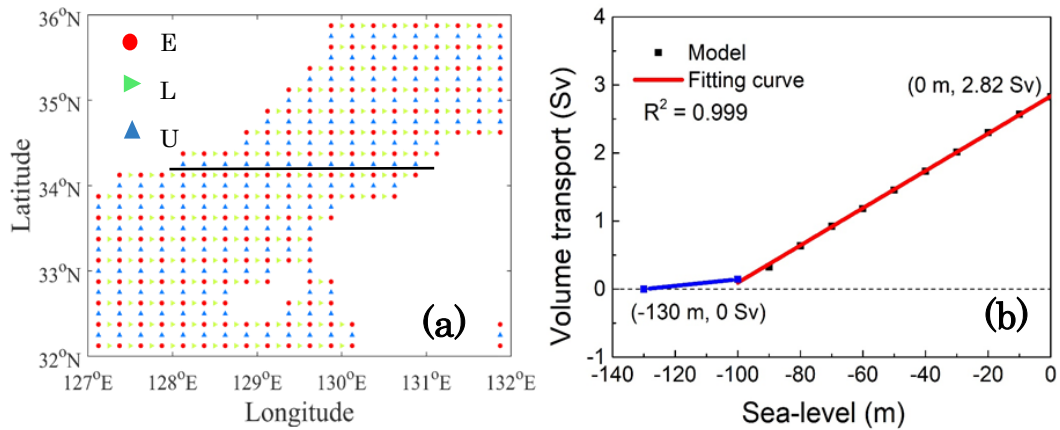 36°N
35°N
34°N
33°N
32°N
Latitude
E
L
U
(a)
127°E
128°E
129°E
130°E
131°E
132°E
Longitude
4
3
2
1
0
-1
Volume transport (Sv)
Model
Fitting curve
R² = 0.999
(0 m, 2.82 Sv)
(-130 m, 0 Sv)
(b)
-140
-120
-100
-80
-60
-40
-20
0
Sea-level (m)